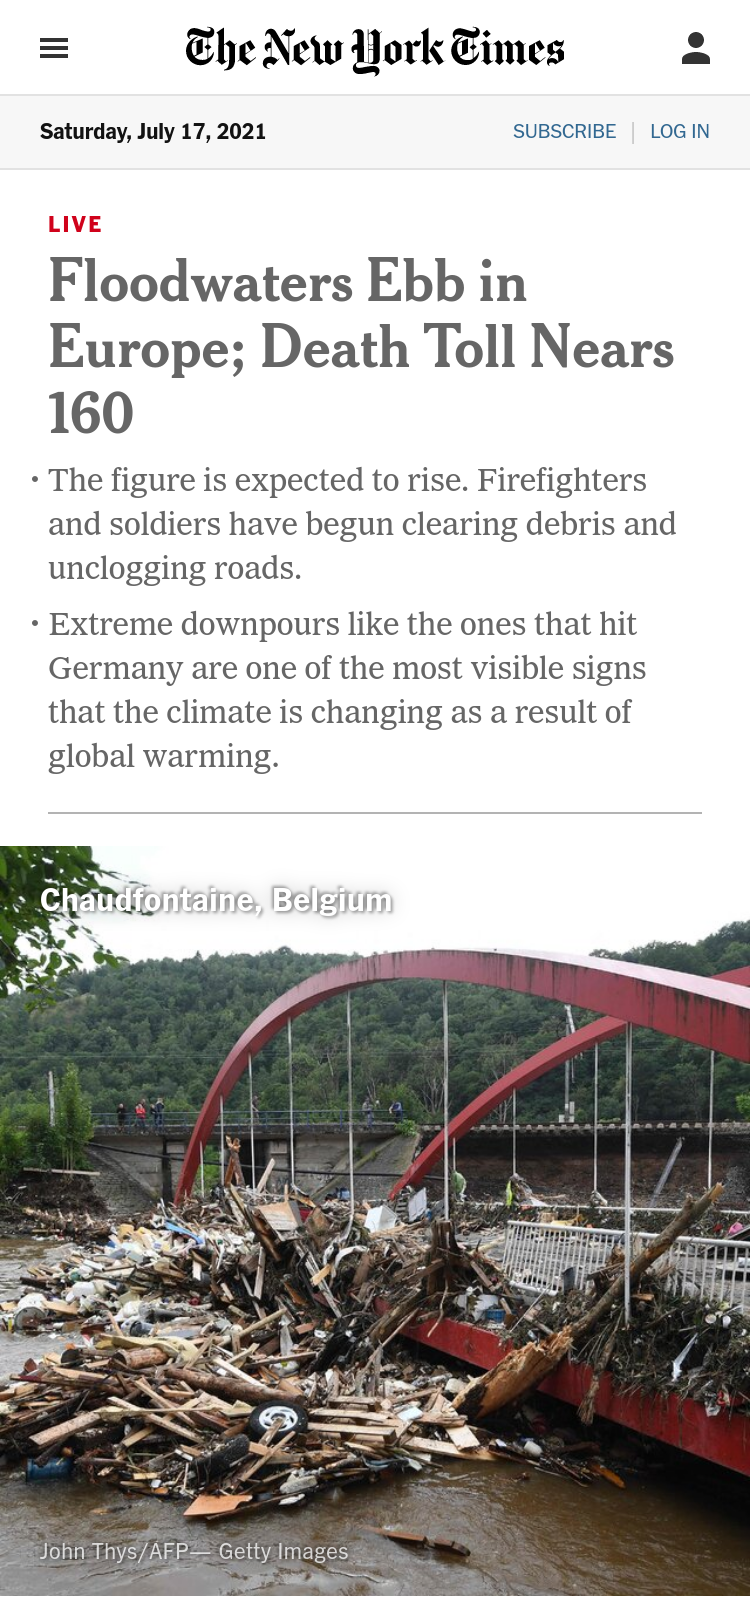 The New York Times
Saturday, July 17, 2021
SUBSCRIBE | LOG IN
LIVE
Floodwaters Ebb in
Europe; Death Toll Nears
160
• The figure is expected to rise. Firefighters
and soldiers have begun clearing debris and
unclogging roads.
• Extreme downpours like the ones that hit
Germany are one of the most visible signs
that the climate is changing as a result of
global warming.
Chaudfontaine, Belgium
John Thys/AFP— Getty Images